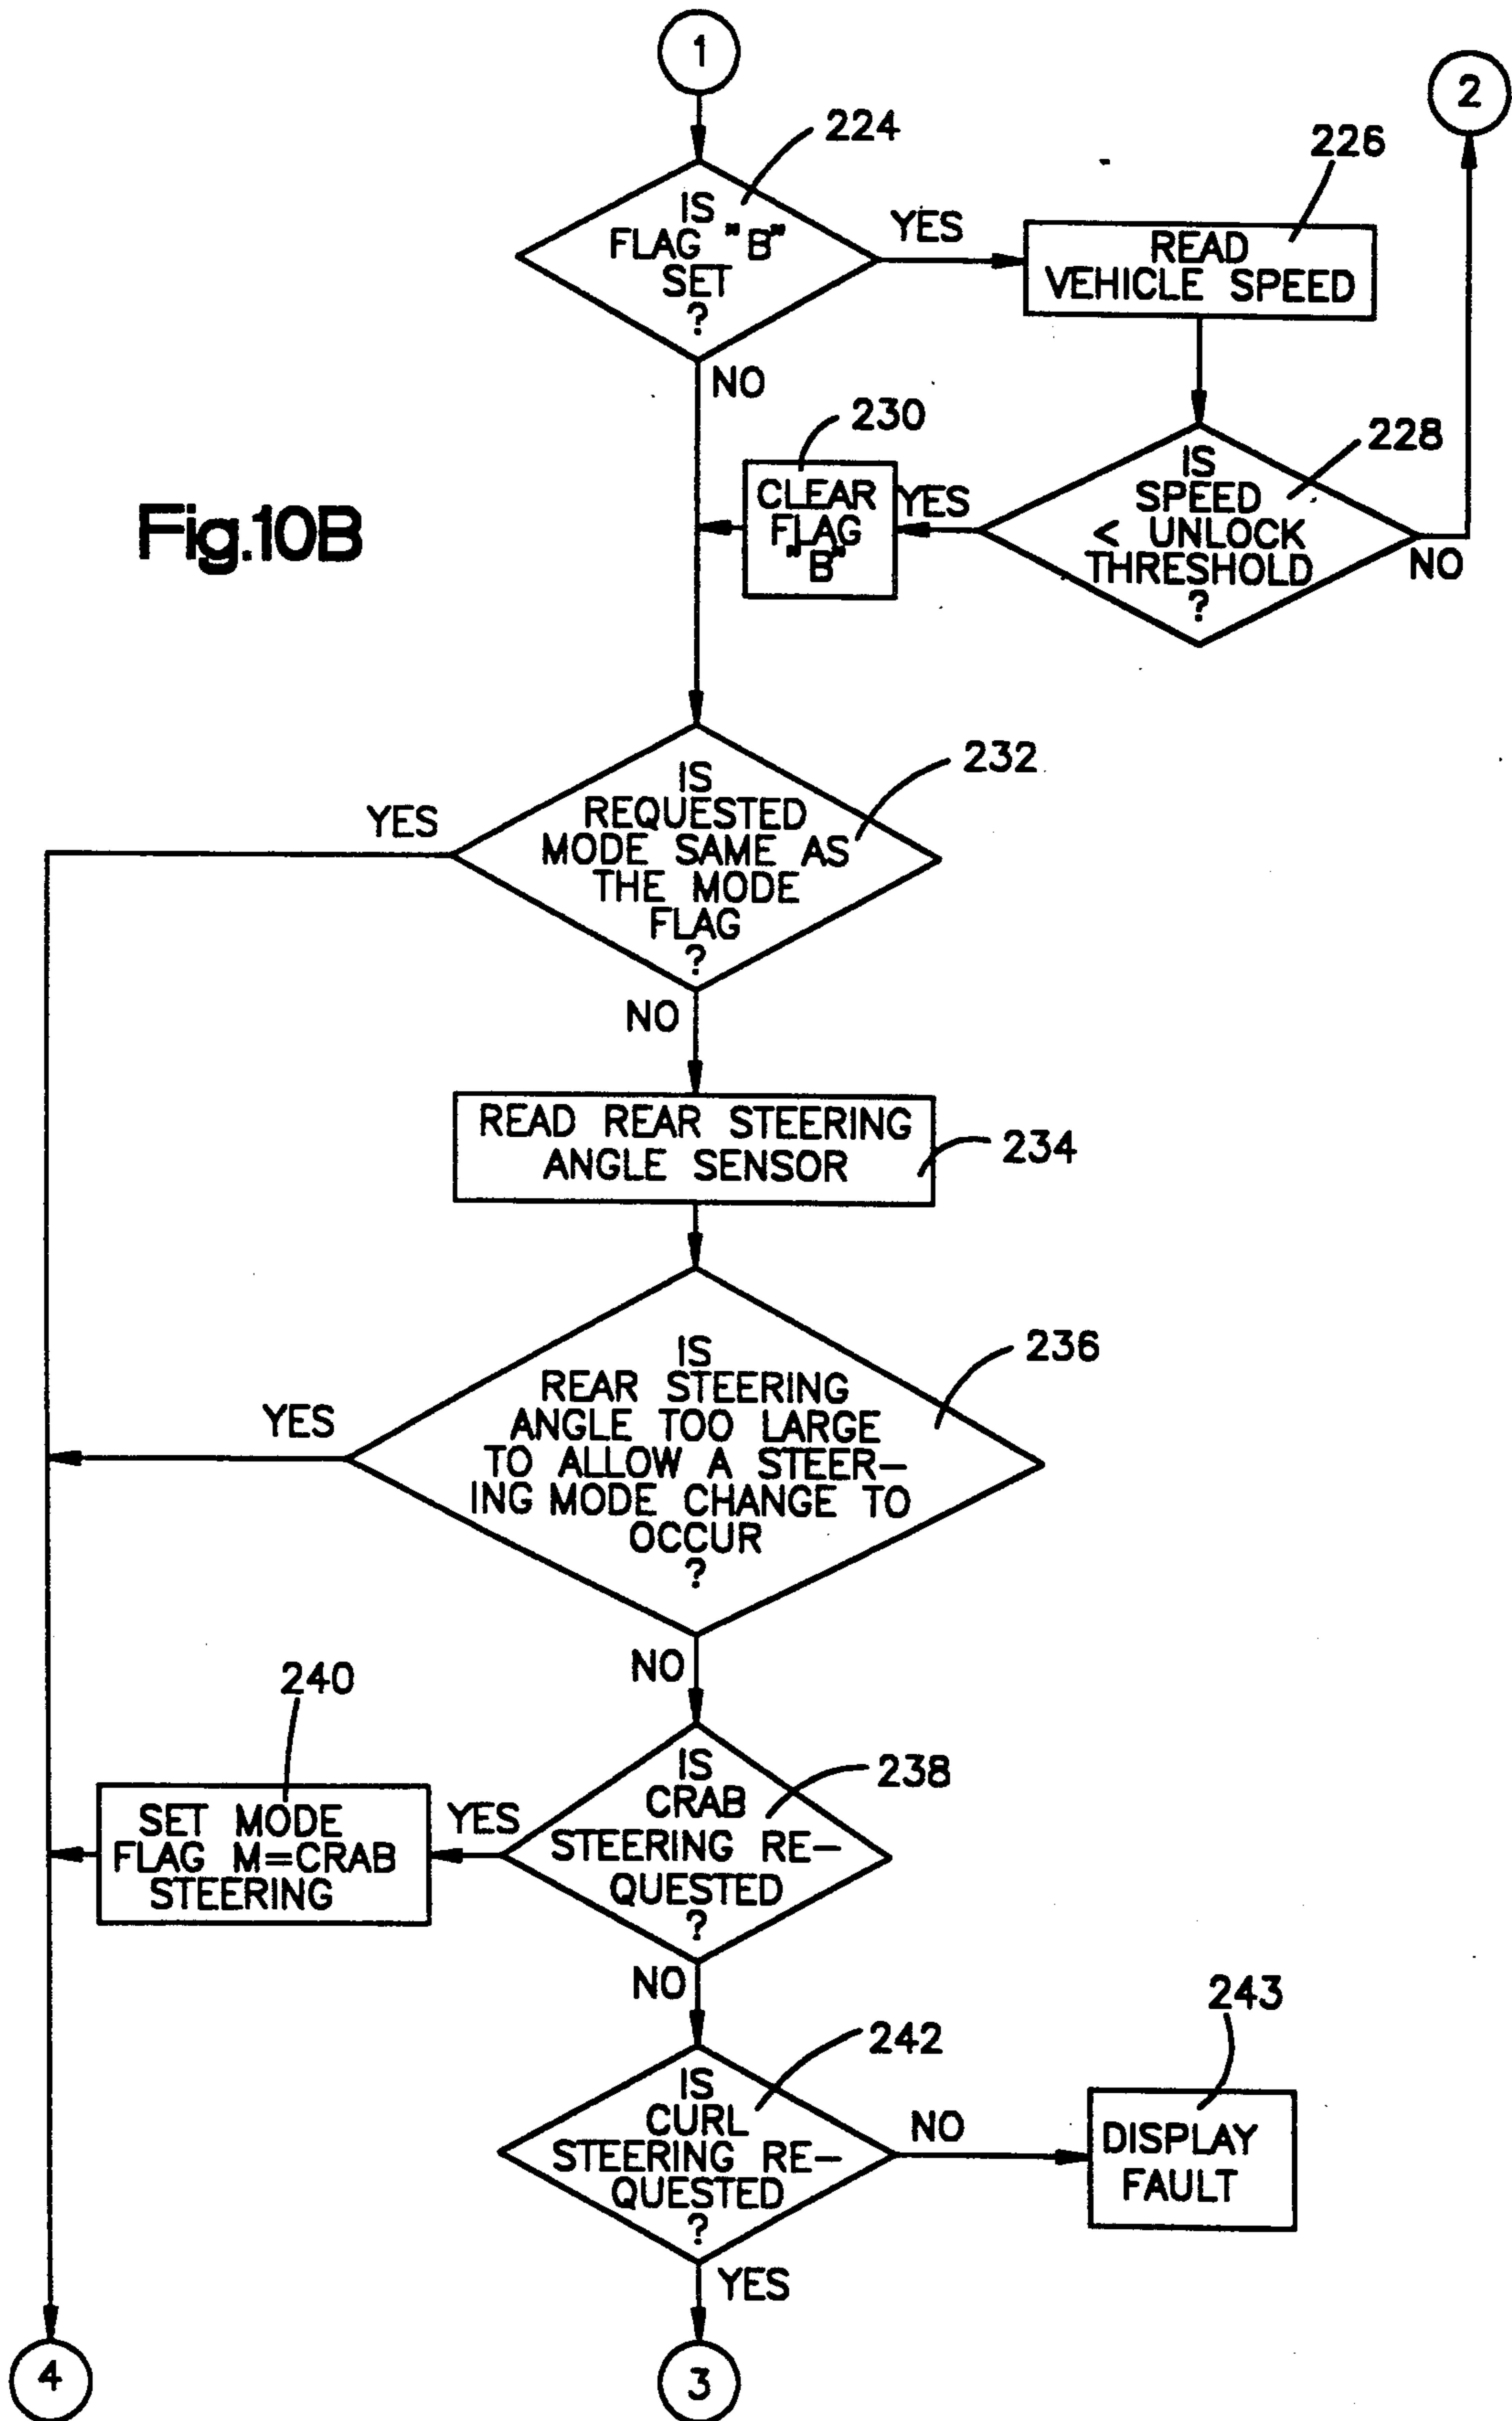 1
2
224
226
IS
FLAG "B"
SET
?
YES
READ
VEHICLE SPEED
NO
230
228
CLEAR
FLAG
"B"
YES
IS
SPEED
< UNLOCK
THRESHOLD
?
NO
Fig.10B
232
IS
REQUESTED
MODE SAME AS
THE MODE
FLAG
?
YES
NO
READ REAR STEERING
ANGLE SENSOR
234
236
IS
REAR STEERING
ANGLE TOO LARGE
TO ALLOW A STEER-
ING MODE CHANGE TO
OCCUR
?
YES
NO
240
238
SET MODE
FLAG M=CRAB
STEERING
YES
IS
CRAB
STEERING RE-
QUESTED
?
NO
242
243
IS
CURL
STEERING RE-
QUESTED
?
NO
DISPLAY
FAULT
YES
4
3